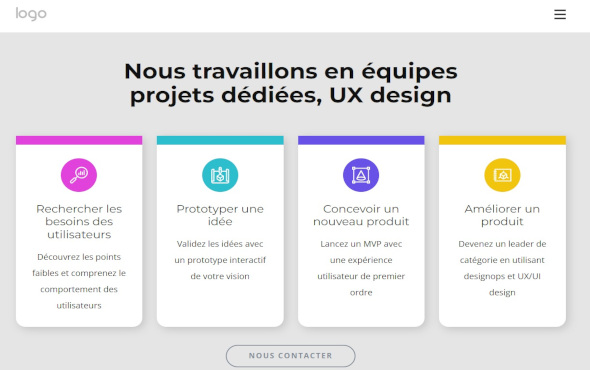 logo
Nous travaillons en équipes
projets dédiées, UX design
Rechercher les
besoins des
utilisateurs
Découvrez les points
faibles et comprenez le
comportement des
utilisateurs
Prototyper une
idée
Validez les idées avec
un prototype interactif
de votre vision
Concevoir un
nouveau produit
Lancez un MVP avec
une expérience
utilisateur de premier
ordre
Améliorer un
produit
Devenez un leader de
catégorie en utilisant
designops et UX/UI
design
NOUS CONTACTER